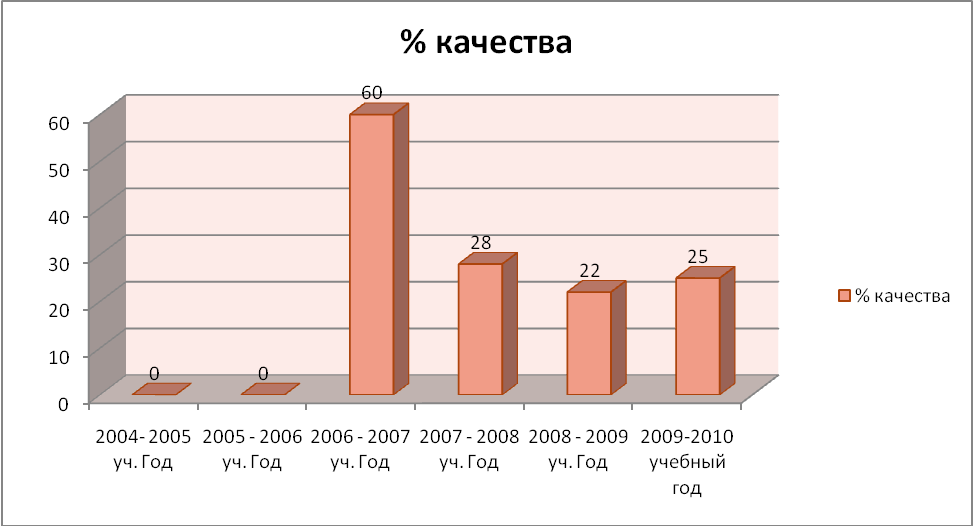 % качества
60
50
40
30
20
10
0
0
0
60
28
22
25
2004-2005
уч. Год
2005 - 2006
уч. Год
2006 - 2007
уч. Год
2007 - 2008
уч. Год
2008 - 2009
уч. Год
2009-2010
учебный
год
% качества